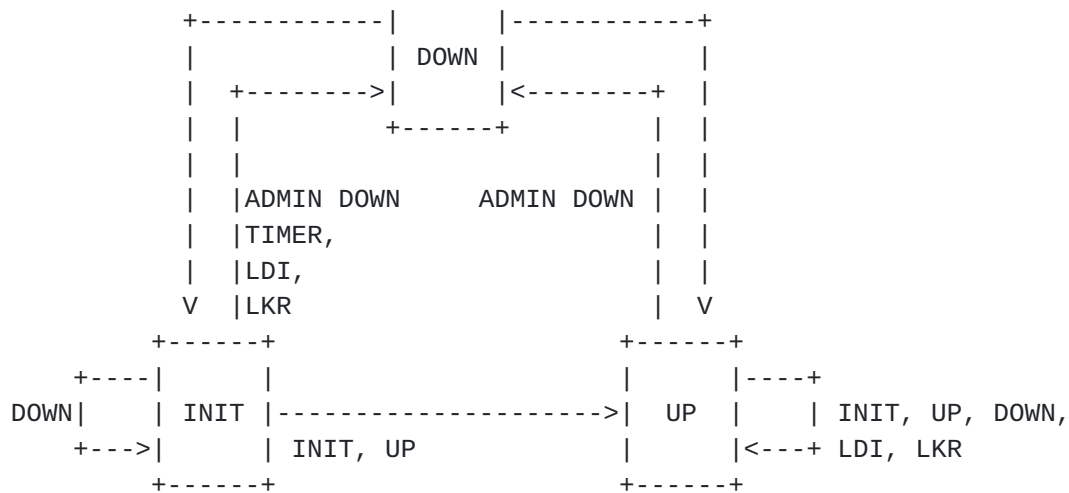 DOWN
ADMIN DOWN ADMIN DOWN
TIMER,
LDI,
LKR
DOWN INIT UP INIT, UP, DOWN,
INIT, UP LDI, LKR